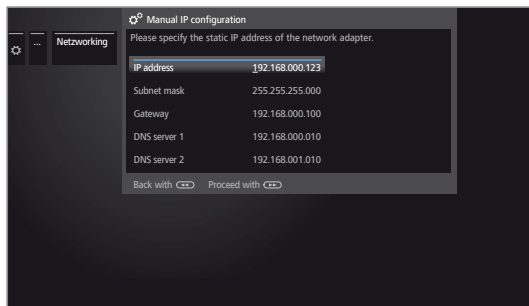 Manual IP configuration
... Netzworking
Please specify the static IP address of the network adapter.
IP address 192.168.000.123
Subnet mask 255.255.255.000
Gateway 192.168.000.100
DNS server 1 192.168.000.010
DNS server 2 192.168.001.010
Back with Proceed with